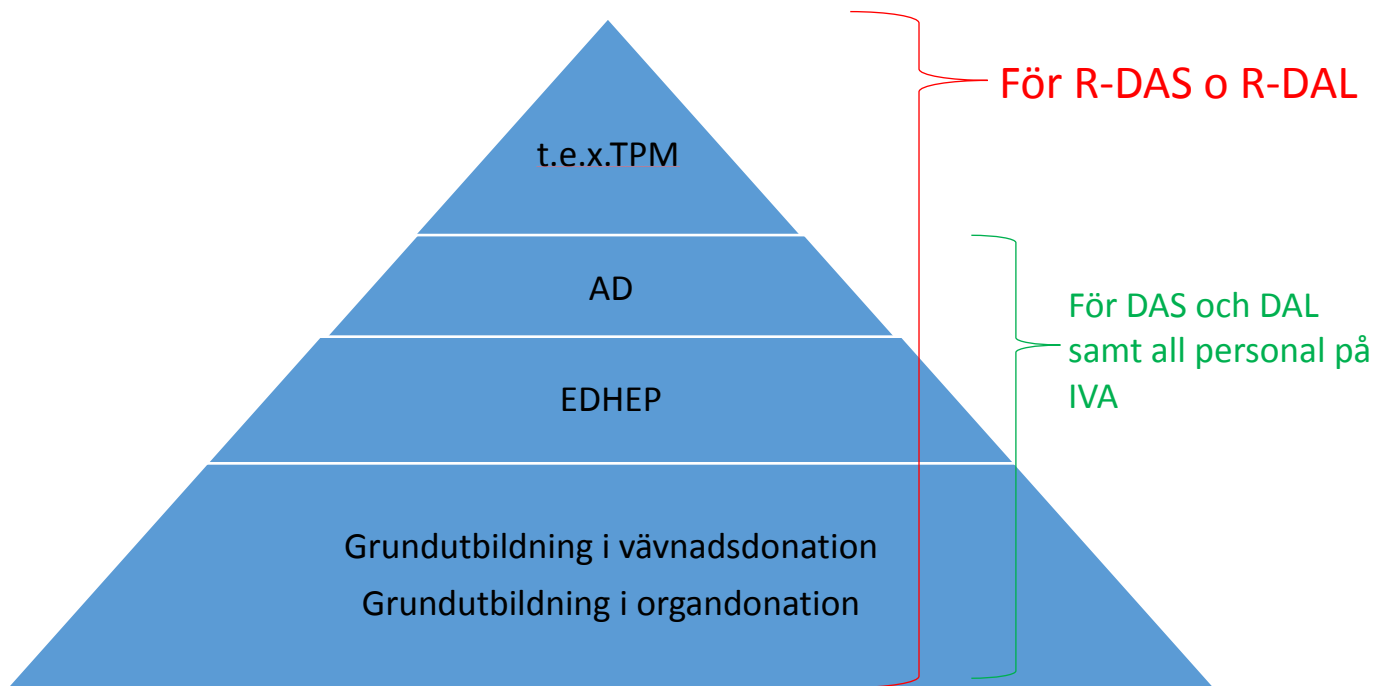 För R-DAS o R-DAL
t.e.x.TPM
AD
För DAS och DAL
samt all personal på
IVA
EDHEP
Grundutbildning i vävnadsdonation
Grundutbildning i organdonation